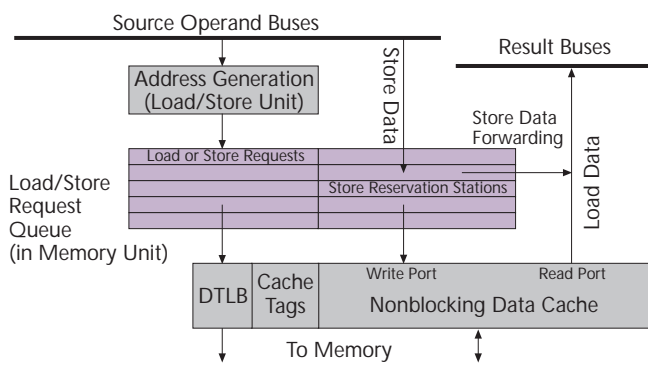 Source Operand Buses
Result Buses
Address Generation
(Load/Store Unit)
Store Data
Store Data
Forwarding
Load Data
Load or Store Requests
Store Reservation Stations
Load/Store
Request
Queue
(in Memory Unit)
Write Port
Read Port
DTLB
Cache
Tags
Nonblocking Data Cache
To Memory